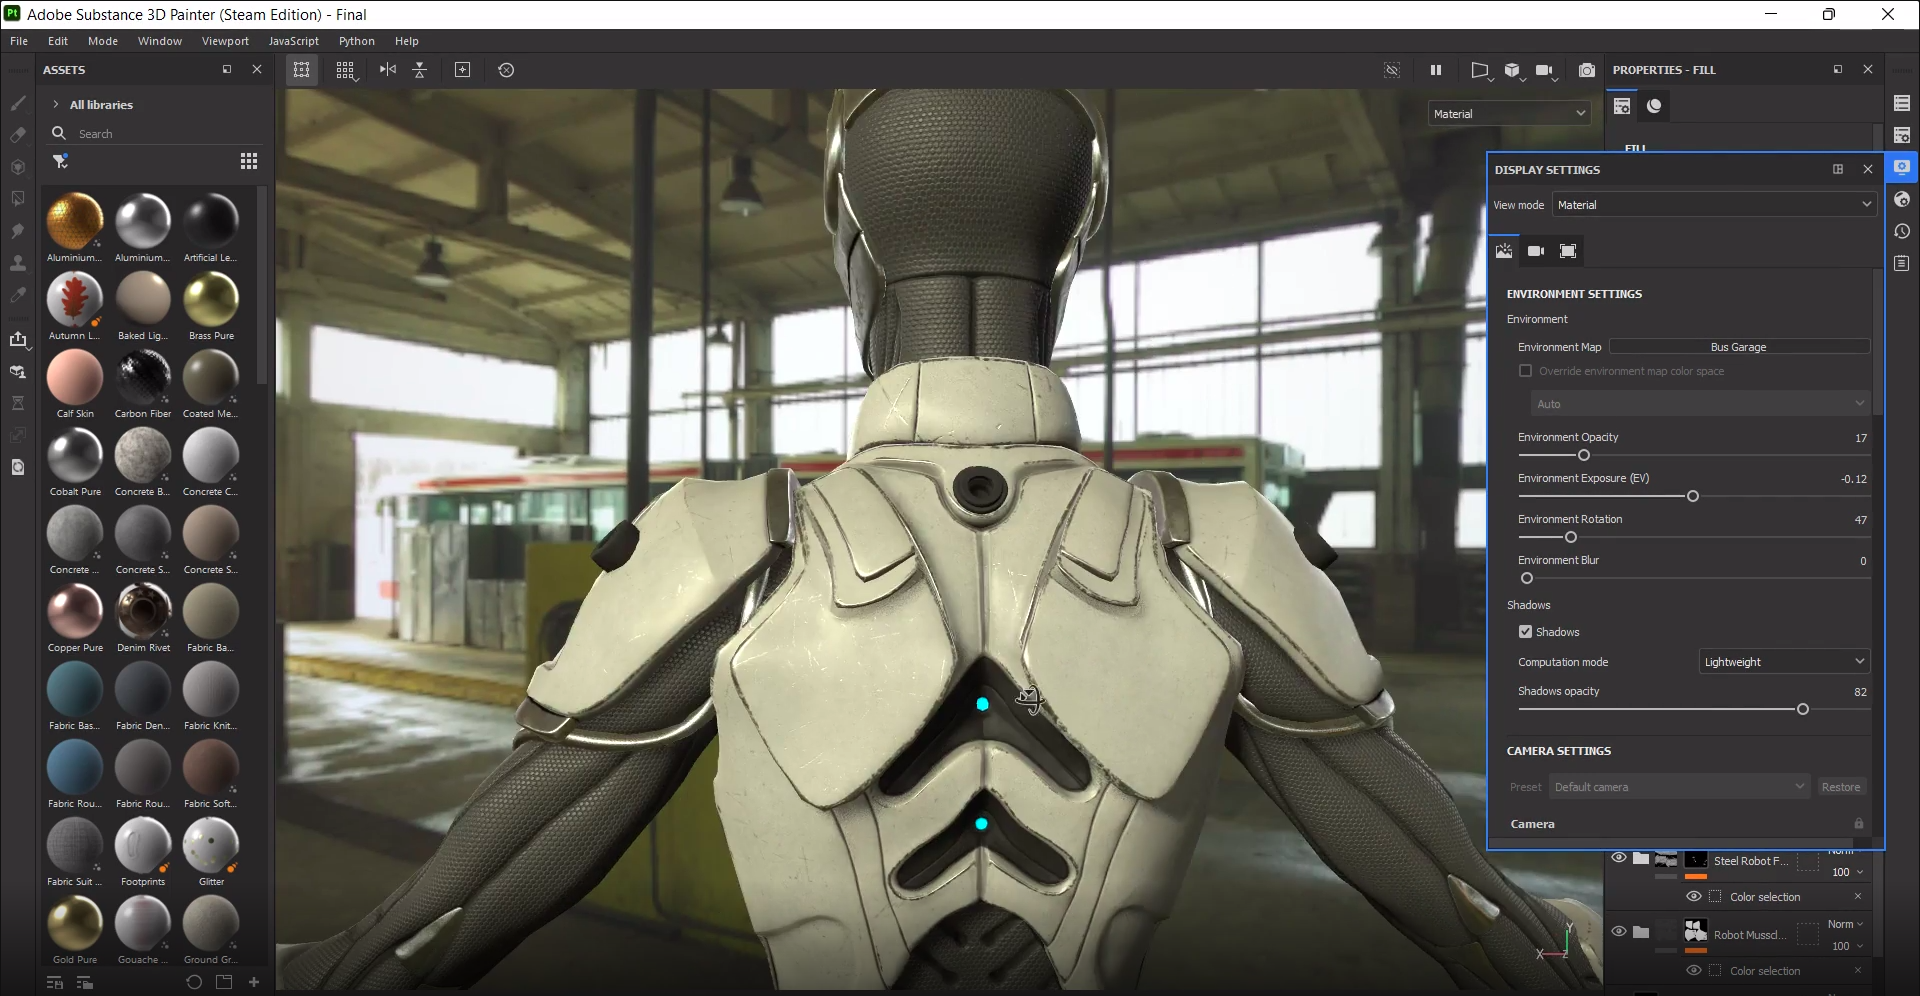 Pt Adobe Substance 3D Painter (Steam Edition) - Final
File Edit Mode Window Viewport JavaScript Python Help
ASSETS
All libraries
Search
Aluminium... Aluminium... Artificial Le...
Autumn L... Baked Lig... Brass Pure
Calf Skin Carbon Fiber Coated Me...
Cobalt Pure Concrete B... Concrete C...
Concrete ... Concrete S... Concrete S...
Copper Pure Denim Rivet Fabric Ba...
Fabric Bas... Fabric Den... Fabric Knit...
Fabric Rou... Fabric Rou... Fabric Soft...
Fabric Suit ... Footprints Glitter
Gold Pure Gouache ... Ground Gr...
Material
Y
X Z
PROPERTIES - FILL
FILL
DISPLAY SETTINGS
View mode Material
ENVIRONMENT SETTINGS
Environment
Environment Map Bus Garage
Override environment map color space
Auto
Environment Opacity 17
Environment Exposure (EV) -0.12
Environment Rotation 47
Environment Blur 0
Shadows
Shadows
Computation mode Lightweight
Shadows opacity 82
CAMERA SETTINGS
Preset Default camera Restore
Camera
Norm
Steel Robot F... 100
Color selection
Norm
Robot Muscl... 100
Color selection